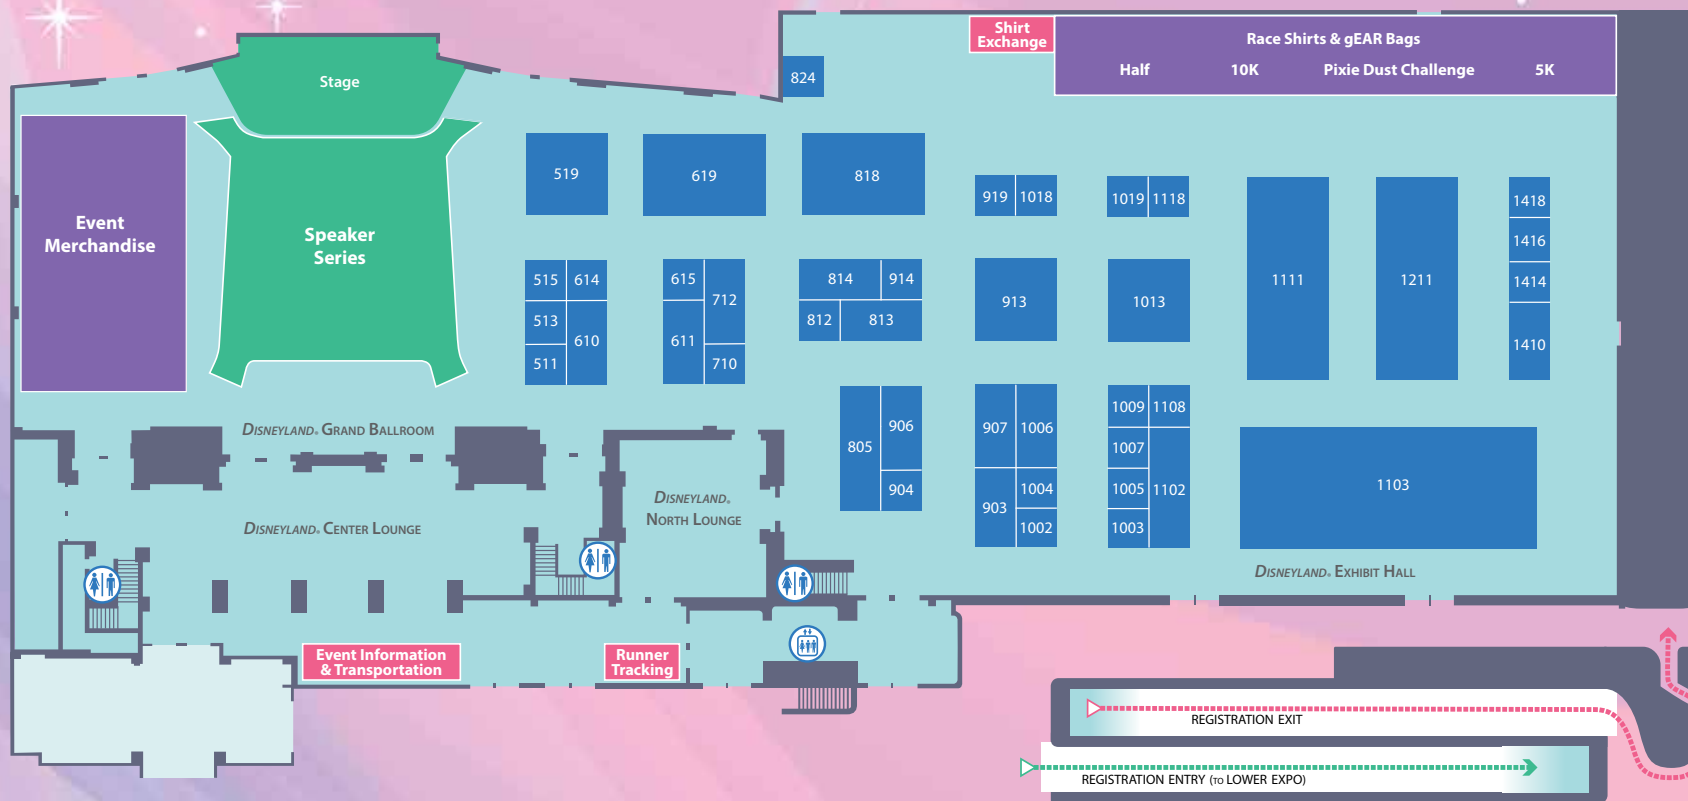 Shirt
Exchange
Race Shirts & gEAR Bags
Half 10K Pixie Dust Challenge 5K
Stage
824
519
619
818
919 1018
1019 1118
1111
1211
1418
1416
1414
1410
Event
Merchandise
Speaker
Series
515 614
513
610
511
615
712
611
710
814 914
812 813
913
1013
805
906
904
907 1006
903
1004
1002
1009 1108
1007
1005 1102
1003
1103
DISNEYLAND® GRAND BALLROOM
DISNEYLAND® CENTER LOUNGE
DISNEYLAND®
NORTH LOUNGE
DISNEYLAND® EXHIBIT HALL
Event Information
& Transportation
Runner
Tracking
REGISTRATION EXIT
REGISTRATION ENTRY (TO LOWER EXPO)